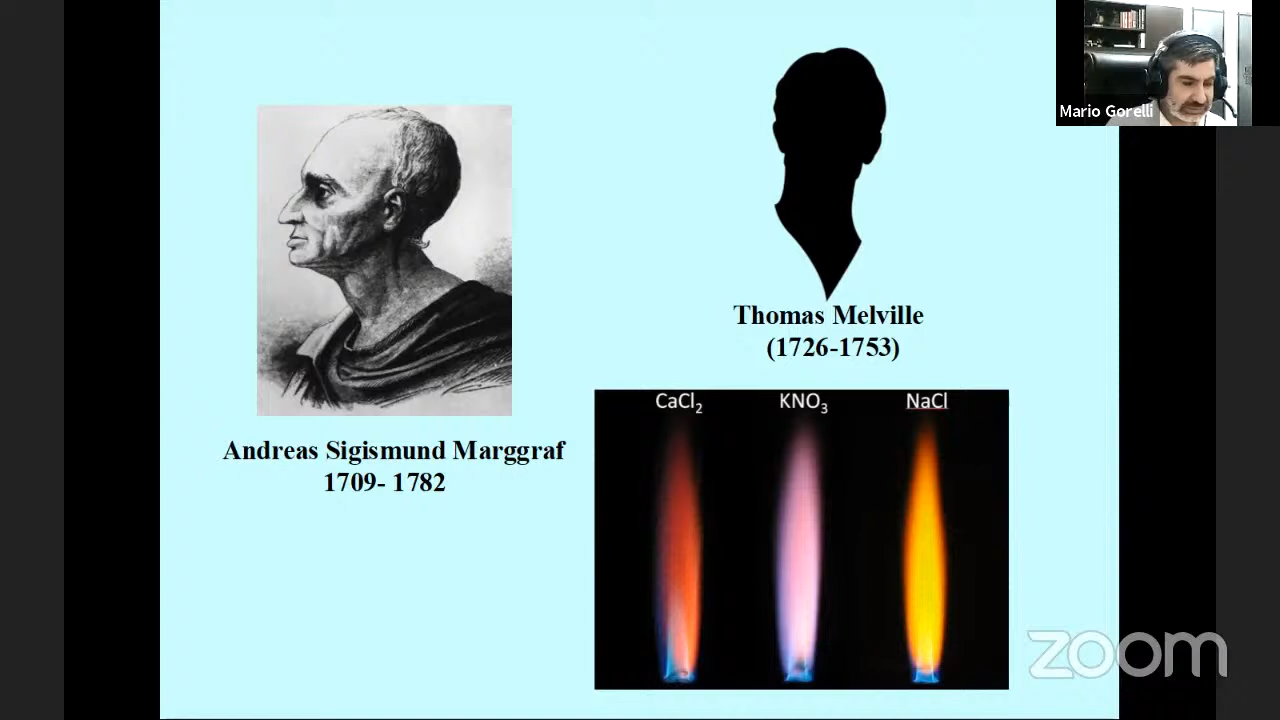 Mario Gorelli
Thomas Melville
(1726-1753)
Andreas Sigismund Marggraf
1709- 1782
CaCl₂
KNO₃
NaCl
zoom